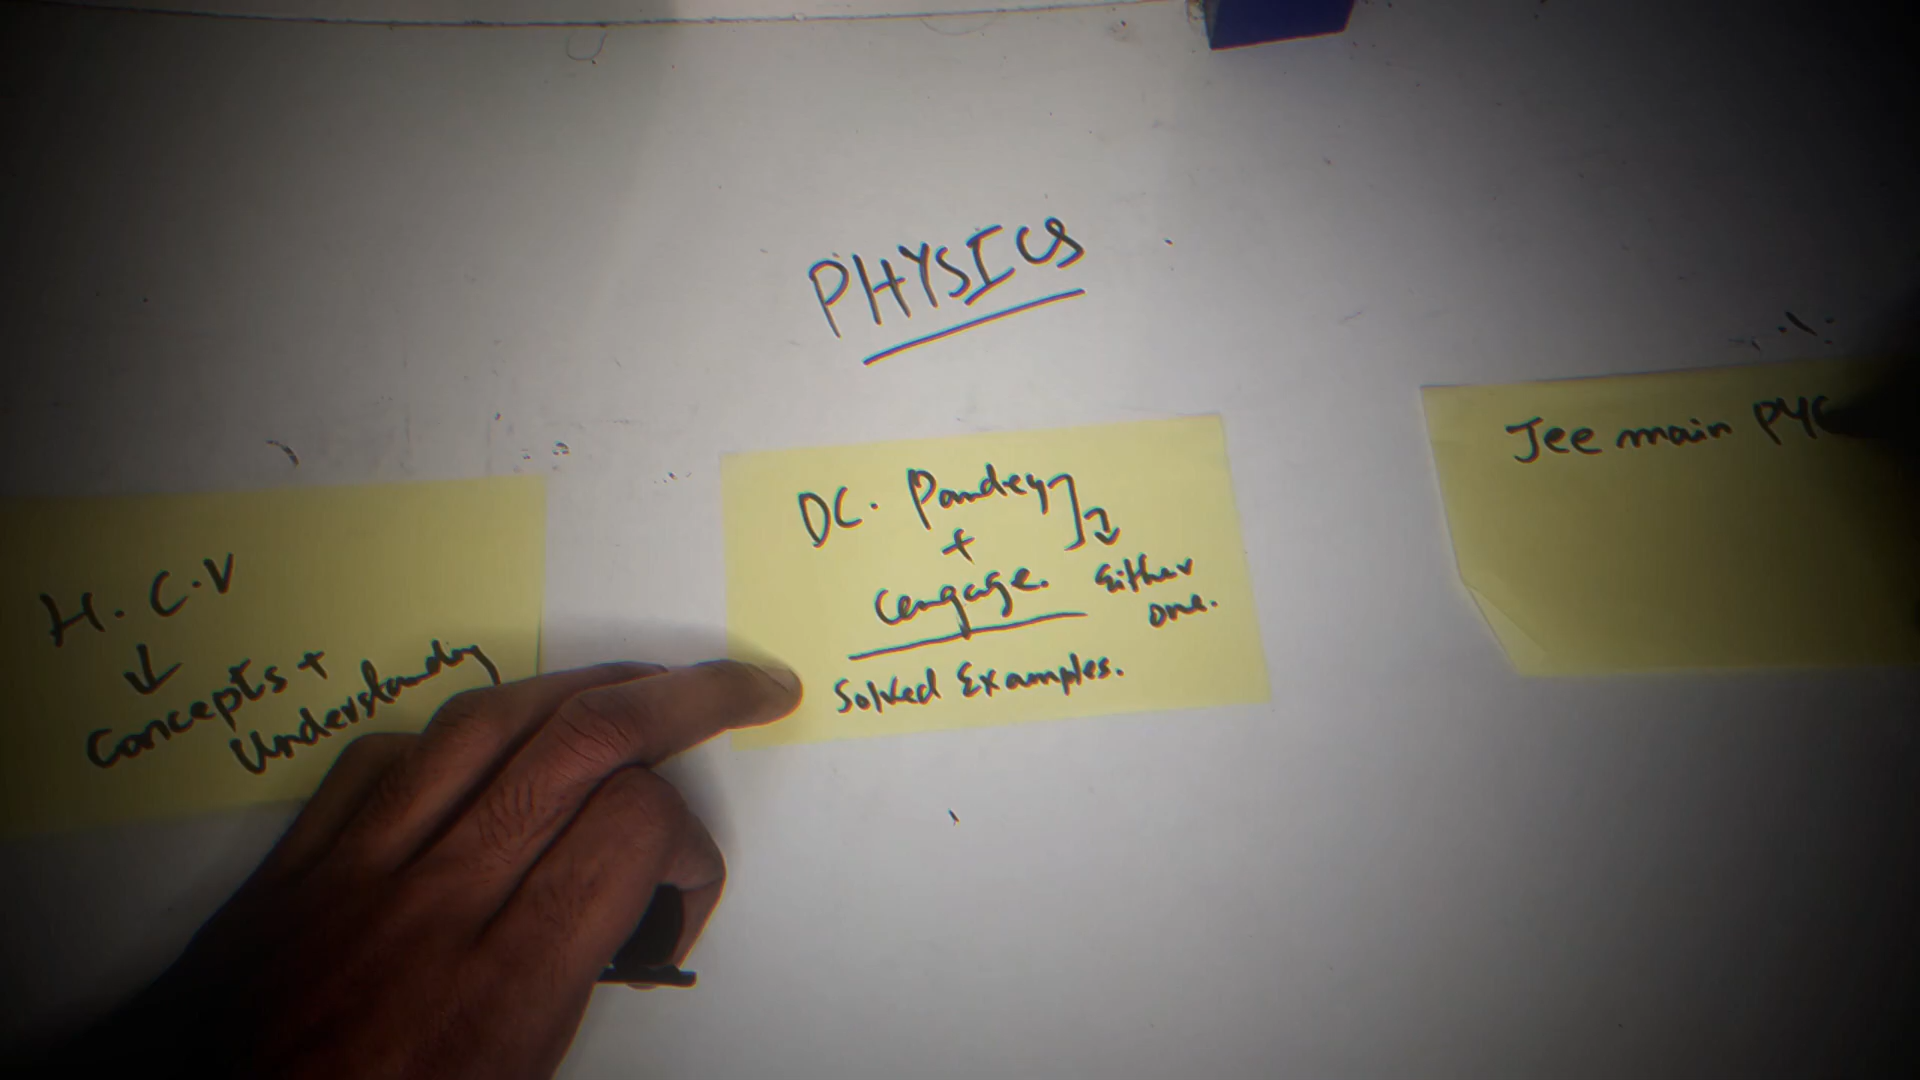 PHYSICS
H. C.V
↓
Concepts +
Understanding
DC. Pandey
+
Cengage.
Either
one.
Solved Examples.
Jee main